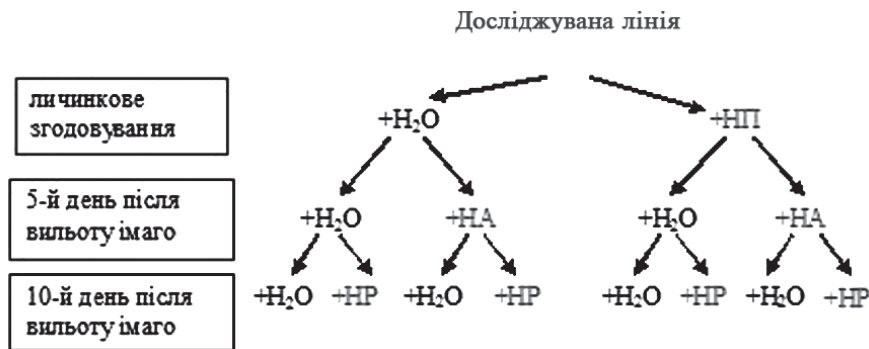 Досліджувана лінія
личинкове
згодовування
+H₂O +НП
5-й день після
вильоту імаго
+H₂O +НА +H₂O +НА
10-й день після
вильоту імаго
+H₂O +НР +H₂O +НР +H₂O +НР +H₂O +НР